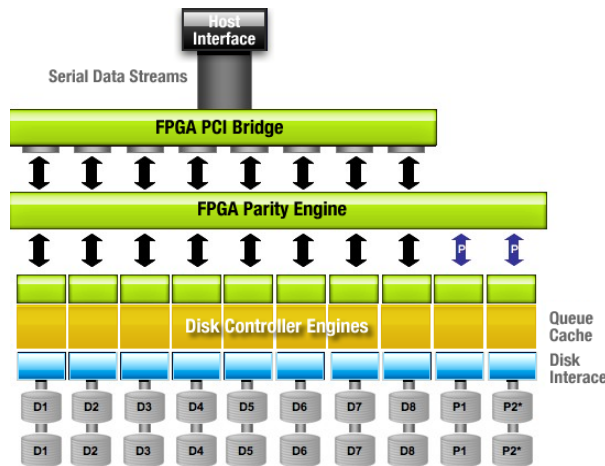 Host
Interface
Serial Data Streams
FPGA PCI Bridge
FPGA Parity Engine
P P
Disk Controller Engines
Queue
Cache
Disk
Interace
D1 D2 D3 D4 D5 D6 D7 D8 P1 P2*
D1 D2 D3 D4 D5 D6 D7 D8 P1 P2*